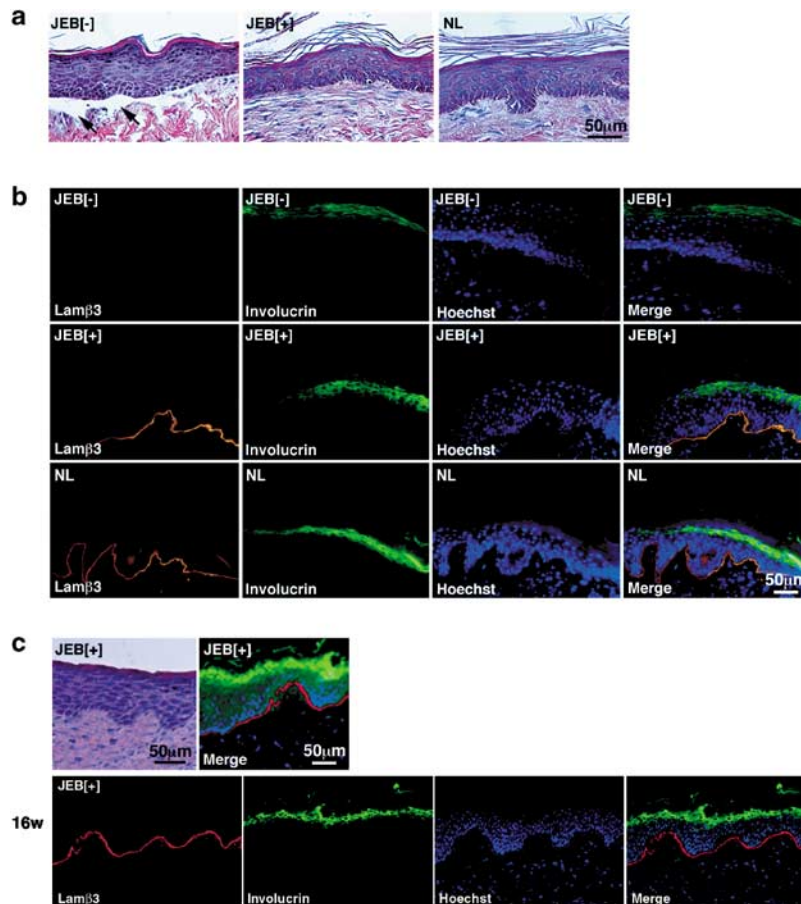 a
JEB[-]
JEB[+]
NL
50μm
b
JEB[-]
JEB[-]
JEB[-]
JEB[-]
Lamβ3
Involucrin
Hoechst
Merge
JEB[+]
JEB[+]
JEB[+]
JEB[+]
Lamβ3
Involucrin
Hoechst
Merge
NL
NL
NL
NL
Lamβ3
Involucrin
Hoechst
Merge
50μm
c
JEB[+]
JEB[+]
50μm
Merge
50μm
JEB[+]
16w
Lamβ3
Involucrin
Hoechst
Merge